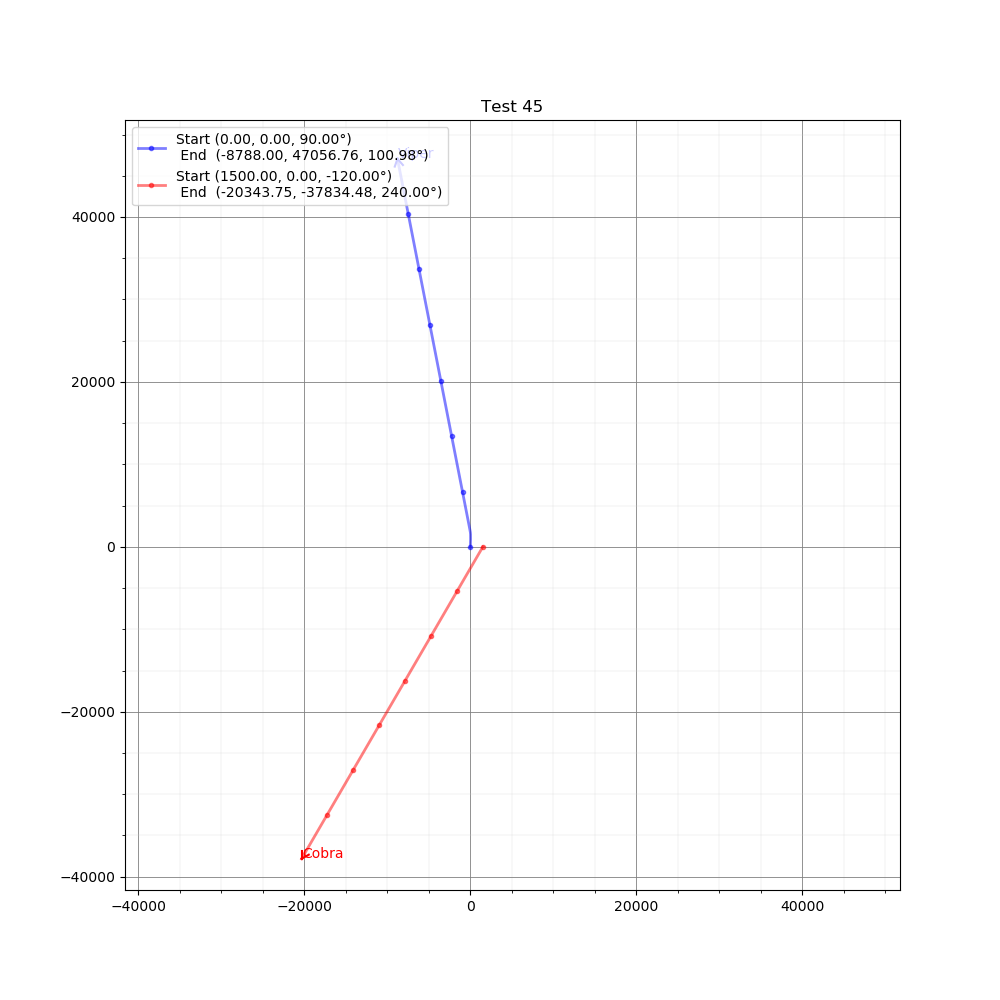 Test 45
Start (0.00, 0.00, 90.00°)
End (-8788.00, 47056.76, 100.98°)
Start (1500.00, 0.00, -120.00°)
End (-20343.75, -37834.48, 240.00°)
40000
20000
0
−20000
−40000
Cobra
−40000 −20000 0 20000 40000